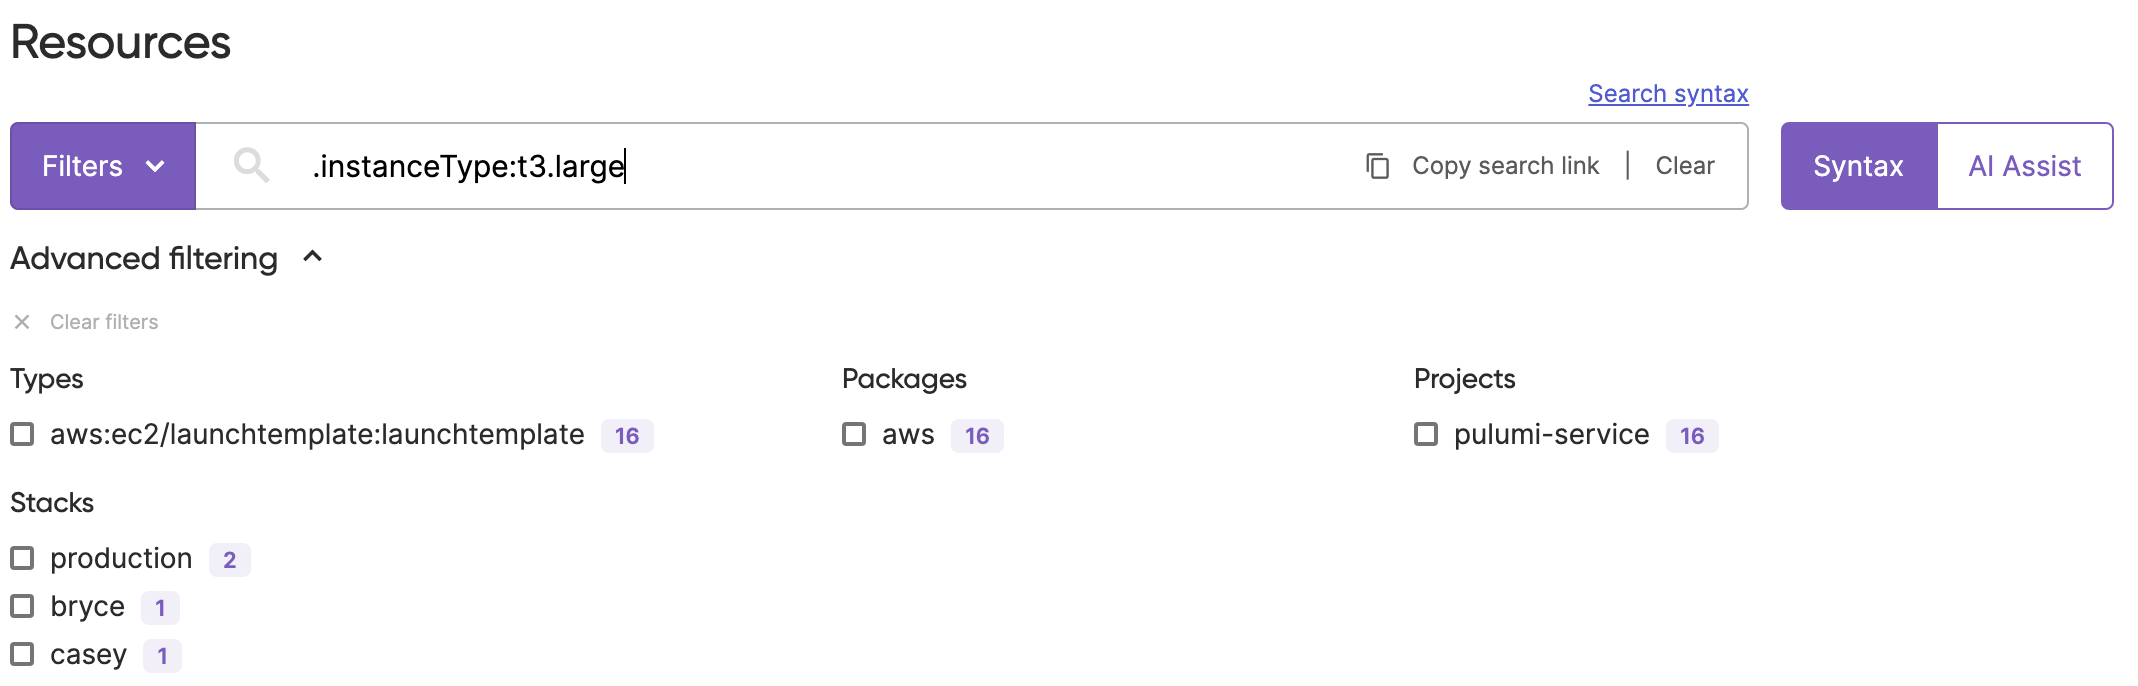 Resources
Search syntax
Filters
.instanceType:t3.large
Copy search link | Clear
Syntax
AI Assist
Advanced filtering
Clear filters
Types
aws:ec2/launchtemplate:launchtemplate 16
Packages
aws 16
Projects
pulumi-service 16
Stacks
production 2
bryce 1
casey 1